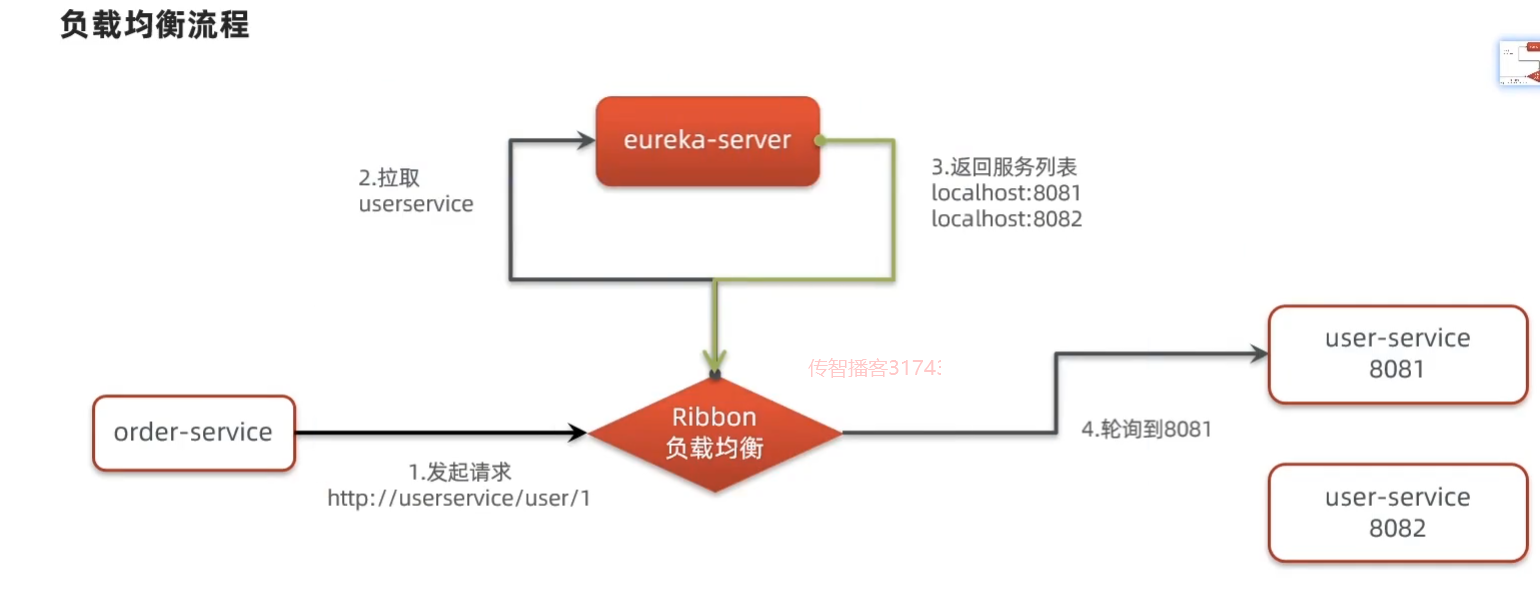 负载均衡流程
eureka-server
2.拉取
userservice
3.返回服务列表
localhost:8081
localhost:8082
传智播客3174
user-service
8081
Ribbon
负载均衡
order-service
4.轮询到8081
1.发起请求
http://userservice/user/1
user-service
8082